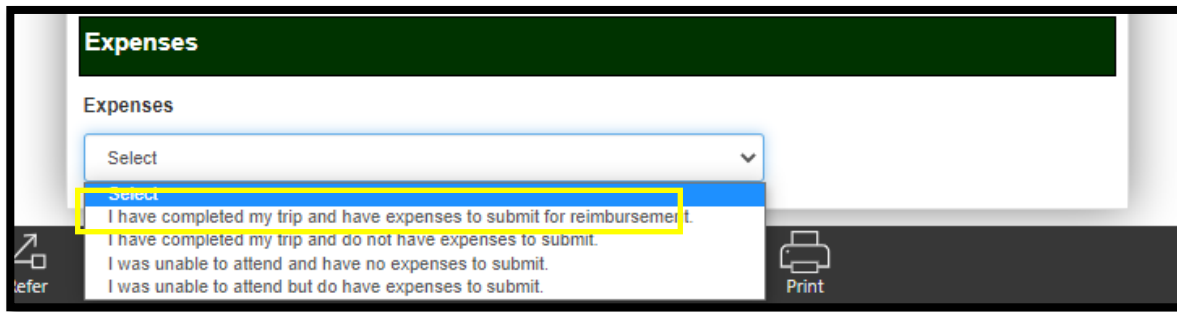 Expenses
Expenses
Select
Select
I have completed my trip and have expenses to submit for reimbursement.
I have completed my trip and do not have expenses to submit.
I was unable to attend and have no expenses to submit.
I was unable to attend but do have expenses to submit.
efer
Print